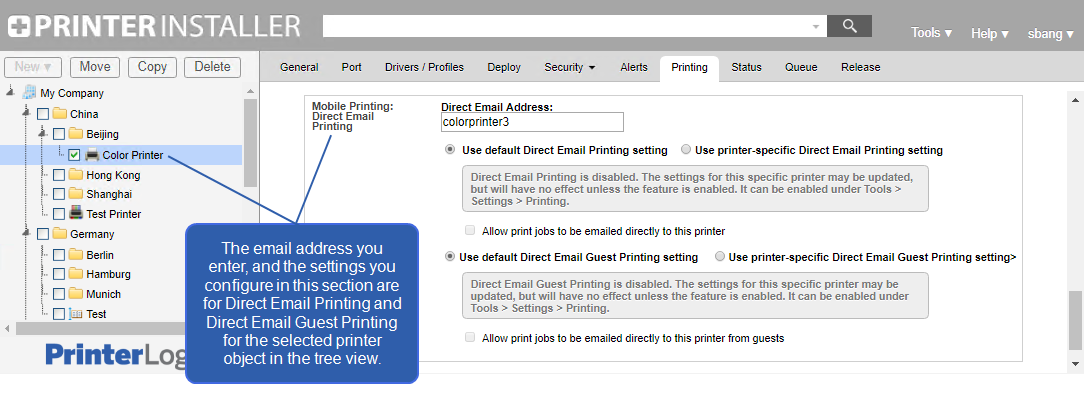 PRINTER INSTALLER
Tools ▾ Help ▾ sbang ▾
New ▾ Move Copy Delete
General Port Drivers / Profiles Deploy Security ▾ Alerts Printing Status Queue Release
My Company
China
Beijing
Color Printer
Hong Kong
Shanghai
Test Printer
Germany
Berlin
Hamburg
Munich
Test
PrinterLog
Mobile Printing:
Direct Email
Printing
Direct Email Address:
colorprinter3
Use default Direct Email Printing setting Use printer-specific Direct Email Printing setting
Direct Email Printing is disabled. The settings for this specific printer may be updated,
but will have no effect unless the feature is enabled. It can be enabled under Tools >
Settings > Printing.
Allow print jobs to be emailed directly to this printer
Use default Direct Email Guest Printing setting Use printer-specific Direct Email Guest Printing setting>
Direct Email Guest Printing is disabled. The settings for this specific printer may be
updated, but will have no effect unless the feature is enabled. It can be enabled under
Tools > Settings > Printing.
Allow print jobs to be emailed directly to this printer from guests
The email address you
enter, and the settings you
configure in this section are
for Direct Email Printing and
Direct Email Guest Printing
for the selected printer
object in the tree view.